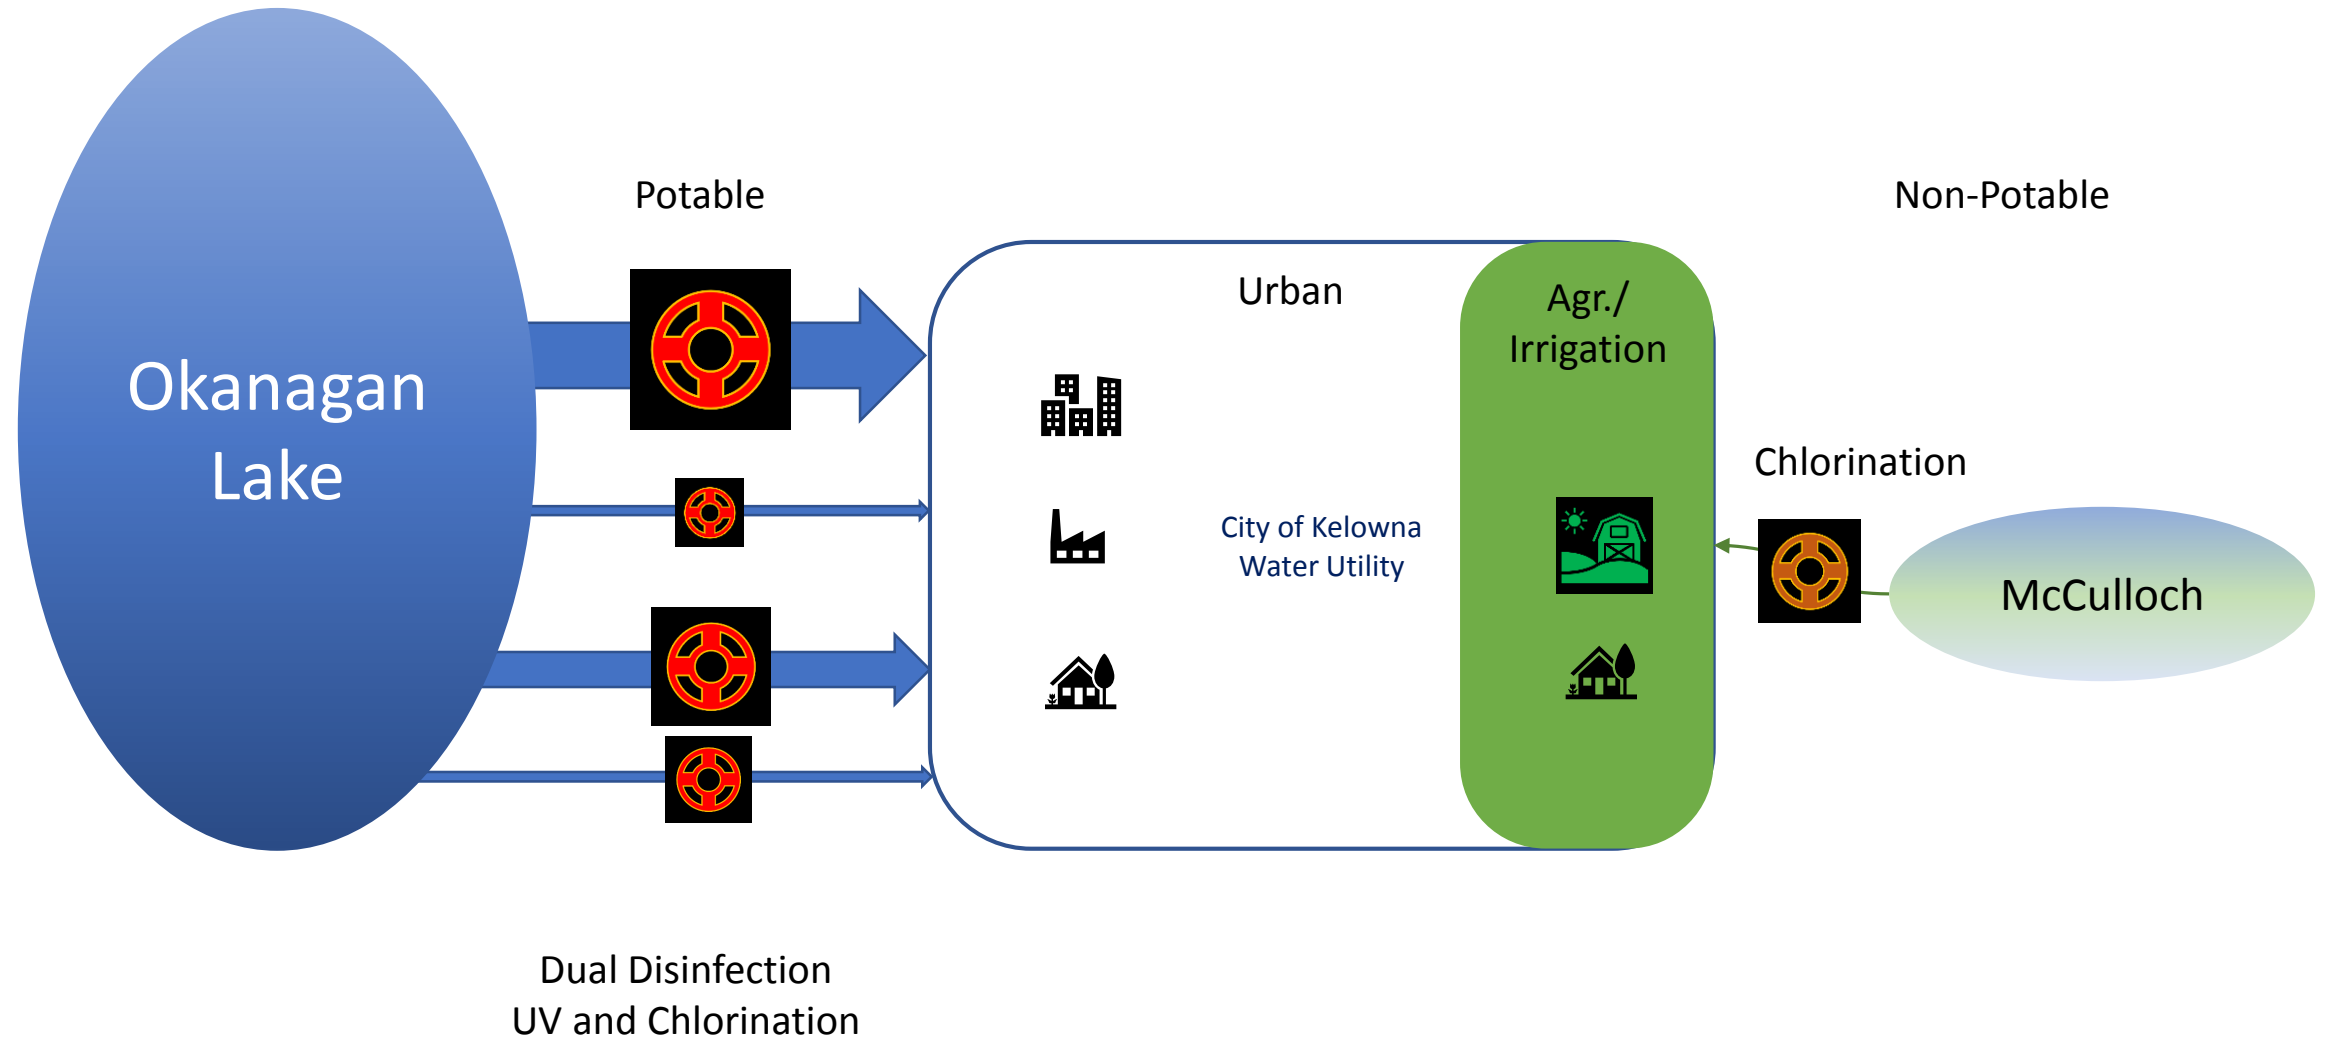 Okanagan
Lake
Potable
Non-Potable
Urban
Agr./
Irrigation
City of Kelowna
Water Utility
Chlorination
McCulloch
Dual Disinfection
UV and Chlorination